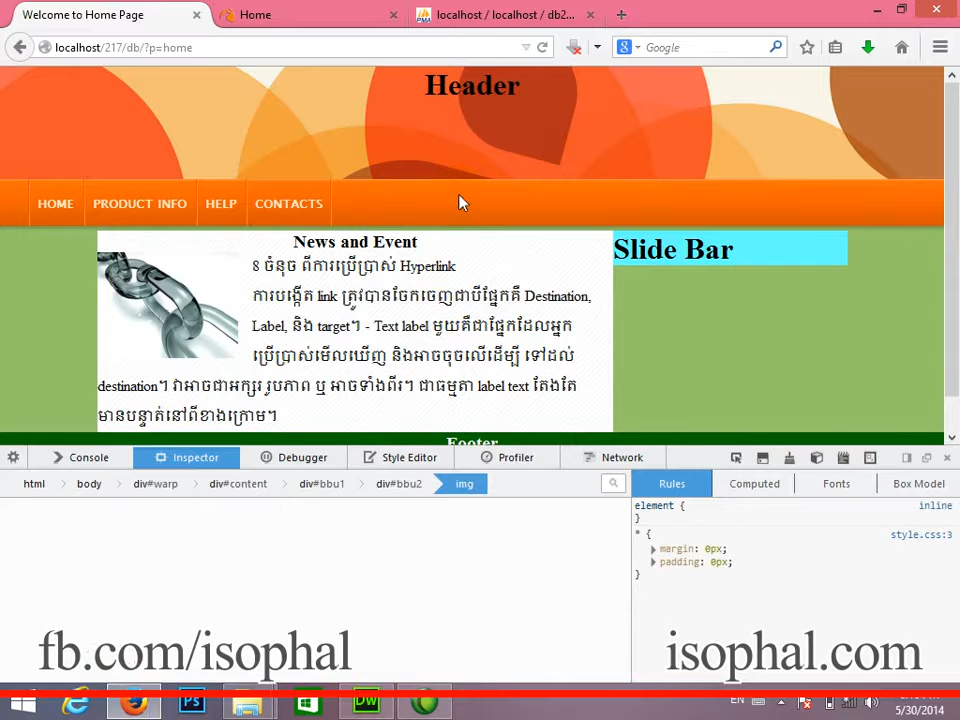 Welcome to Home Page
Home
localhost / localhost / db2...
localhost/217/db/?p=home
Google
Header
HOME
PRODUCT INFO
HELP
CONTACTS
News and Event
Slide Bar
8 ចំនុច ពីការប្រើប្រាស់ Hyperlink
ការបង្កើត link ត្រូវបានចែកចេញជាបីផ្នែកគឺ Destination,
Label, និង target។ - Text label មួយគឺជាផ្នែកដែលអ្នក
ប្រើប្រាស់មើលឃើញ និងអាចចុចលើដើម្បី ទៅដល់
destination។ វាអាចជាអក្សរ រូបភាព ឬ អាចទាំងពីរ។ ជាធម្មតា label text តែងតែ
មានបន្ទាត់នៅពីខាងក្រោម។
Footer
Console
Inspector
Debugger
Style Editor
Profiler
Network
html
body
div#warp
div#content
div#bbu1
div#bbu2
img
Rules
Computed
Fonts
Box Model
element {
inline
}
* {
style.css:3
margin: 0px;
padding: 0px;
}
fb.com/isophal
isophal.com
Ps
DW
EN
5/30/2014